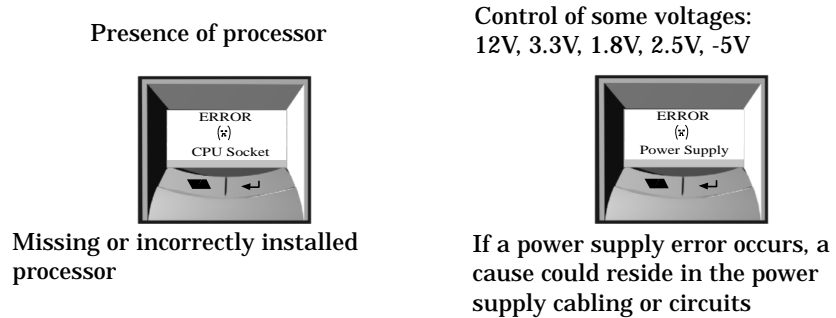 Presence of processor
ERROR
(x)
CPU Socket
Missing or incorrectly installed
processor
Control of some voltages:
12V, 3.3V, 1.8V, 2.5V, -5V
ERROR
(x)
Power Supply
If a power supply error occurs, a
cause could reside in the power
supply cabling or circuits